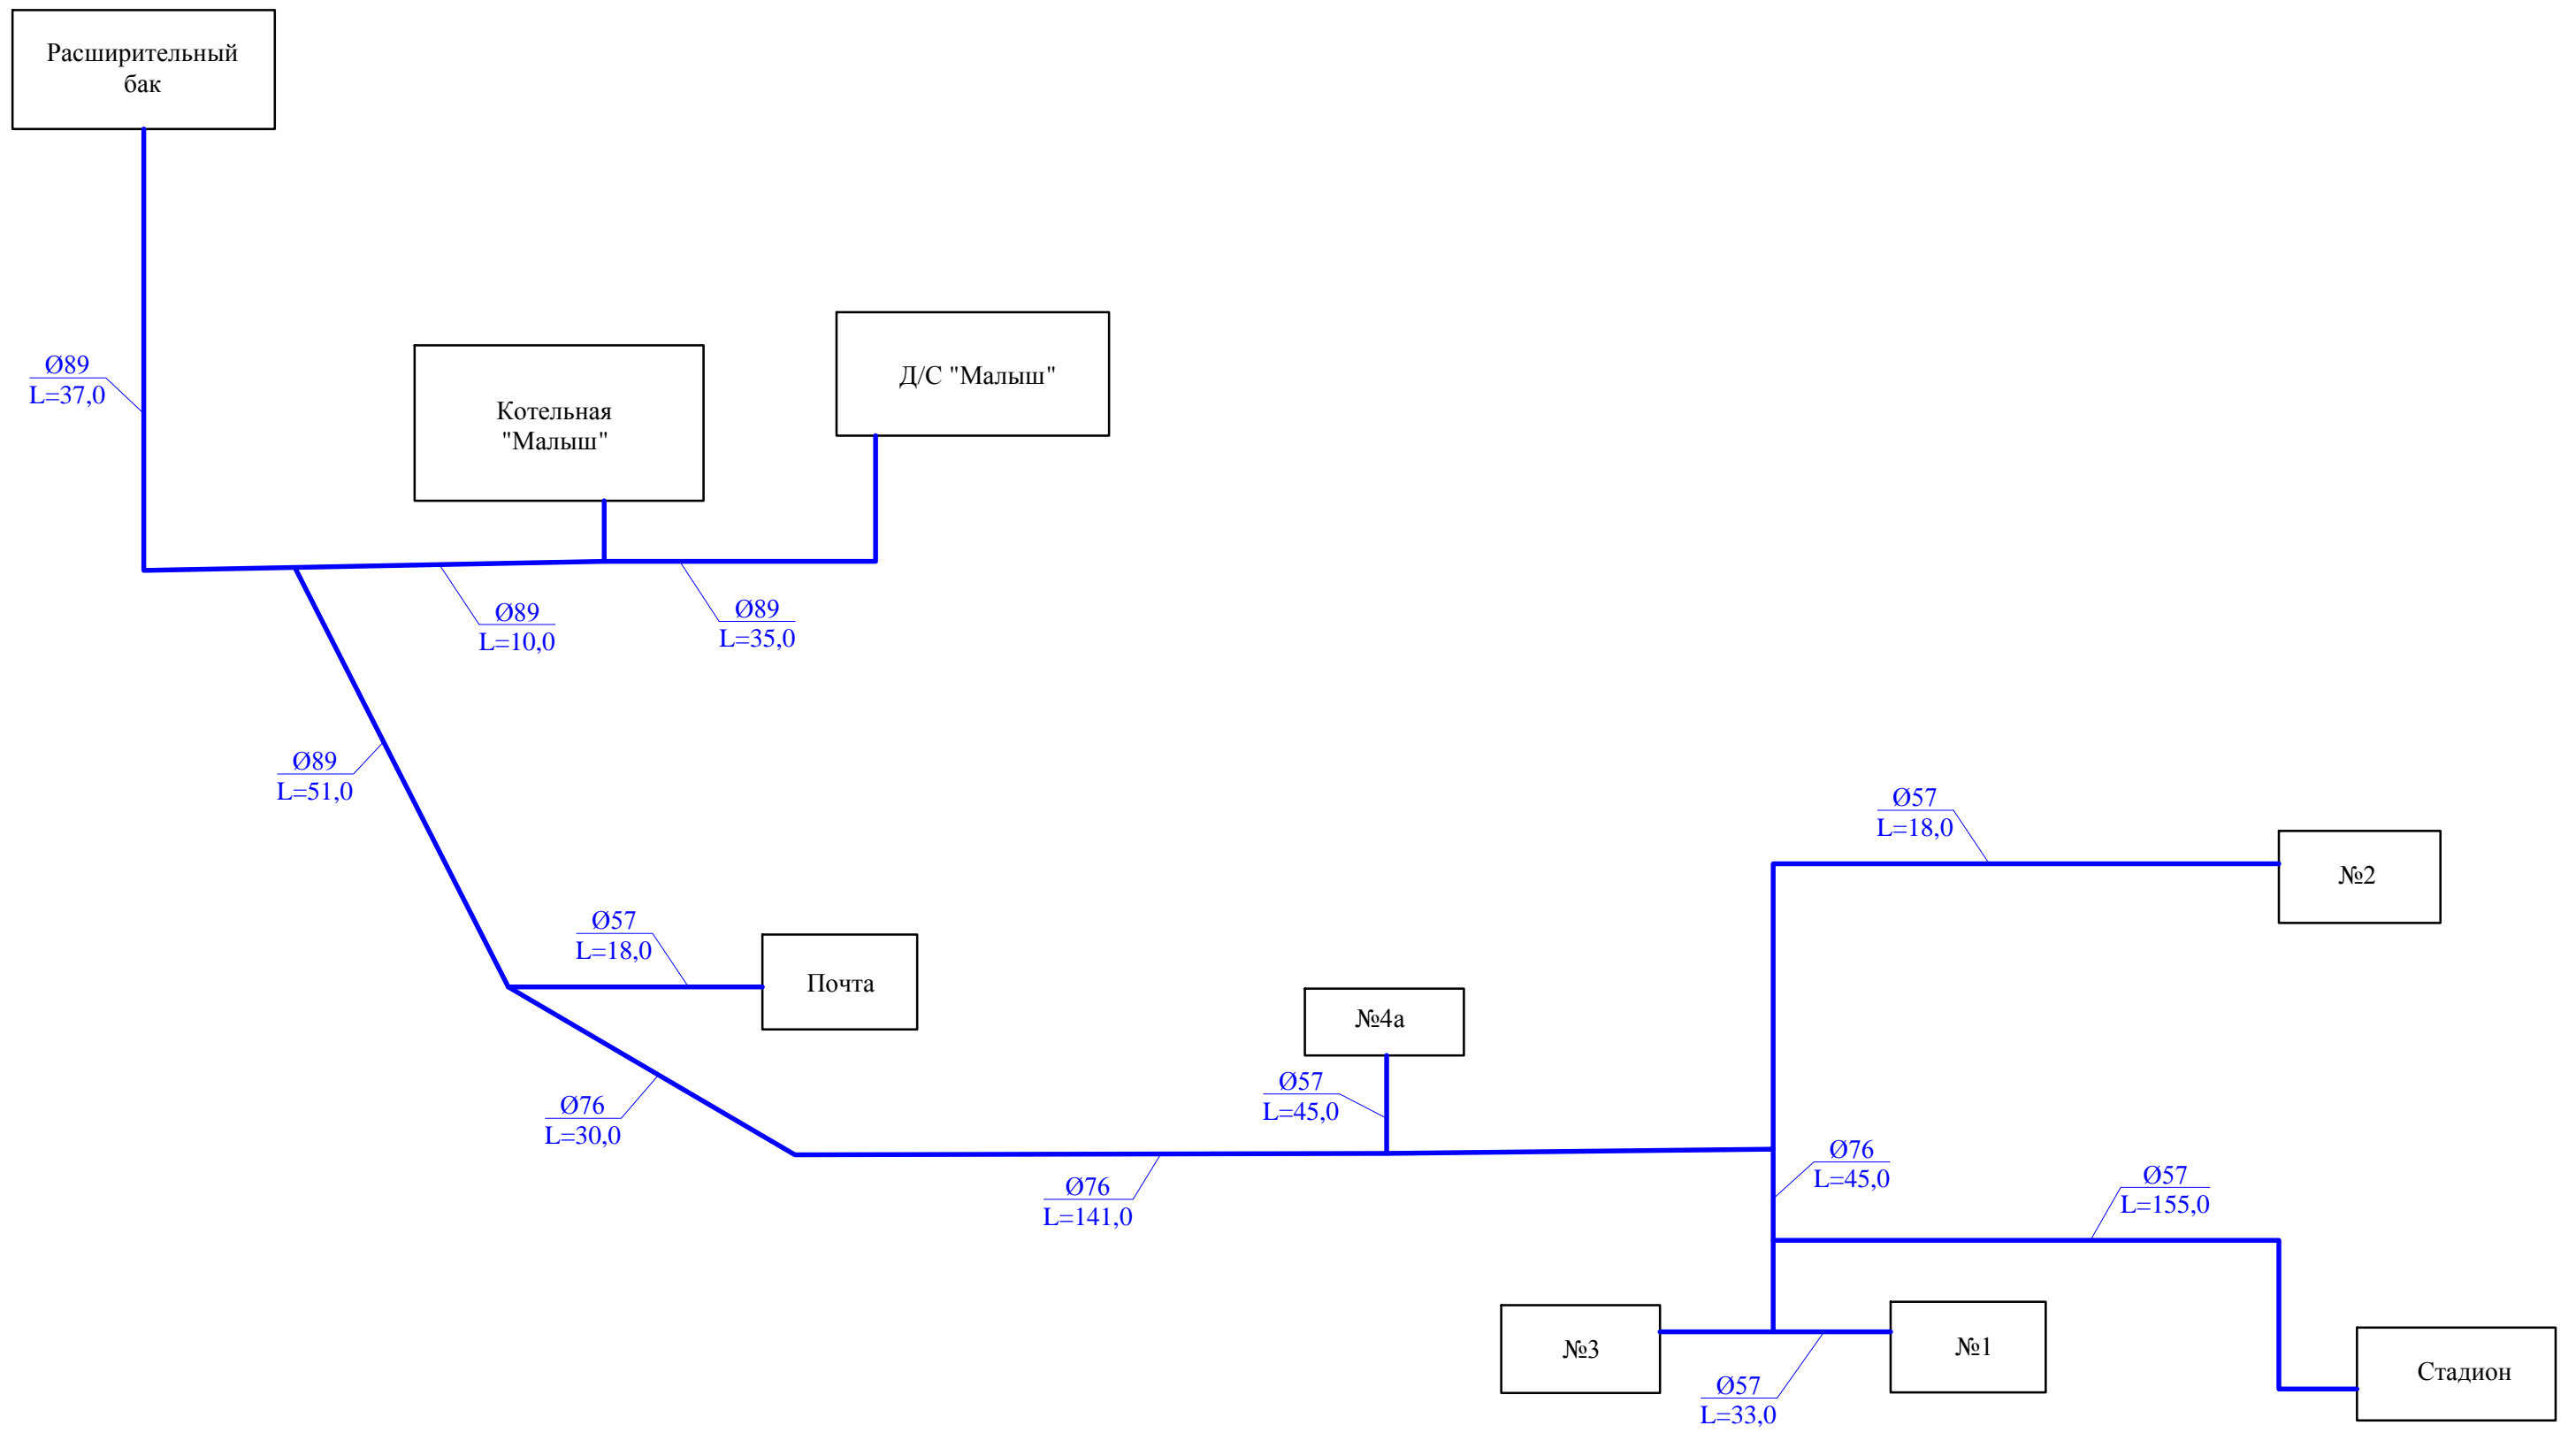 Расширительный
бак
Ø89
L=37,0
Котельная
"Малыш"
Д/С "Малыш"
Ø89
L=10,0
Ø89
L=35,0
Ø89
L=51,0
Ø57
L=18,0
Почта
Ø76
L=30,0
Ø76
L=141,0
№4а
Ø57
L=45,0
Ø57
L=18,0
№2
Ø76
L=45,0
Ø57
L=155,0
№3
№1
Ø57
L=33,0
Стадион